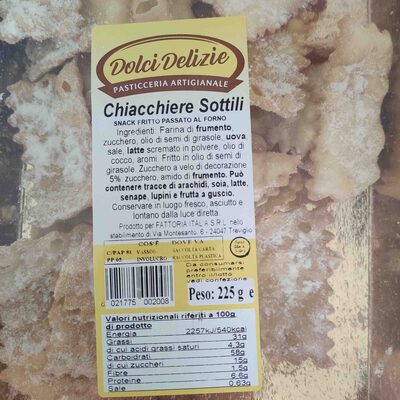 Dolci Delizie
PASTICCERIA ARTIGIANALE
Chiacchiere Sottili
SNACK FRITTO PASSATO AL FORNO
Ingredienti: Farina di frumento,
zucchero, olio di semi di girasole, uova,
sale, latte scremato in polvere, olio di
cocco, aromi. Fritto in olio di semi di
girasole. Zucchero a velo di decorazione
5%: zucchero, amido di frumento. Può
contenere tracce di arachidi, soia, latte,
senape, lupini e frutta a guscio.
Conservare in luogo fresco, asciutto e
lontano dalla luce diretta.
Prodotto per FATTORIA ITALIA S.R.L. nello
stabilimento di Via Montesanto, 6 - 24047 Treviglio
COS'È DOVE VA
C/PAP 81 VASSOIO RACCOLTA CARTA
INVOLUCRO RACCOLTA PLASTICA
Da consumarsi
preferibilmente
entro il/lotto
vedi confezione
021775 002008
Peso: 225 g e
Valori nutrizionali riferiti a 100g
di prodotto
Energia 2257kJ/540kcal
Grassi 31g
di cui acidi grassi saturi 4,3g
Carboidrati 58g
di cui zuccheri 15g
Fibre 1,5g
Proteine 6,6g
Sale 0,63g